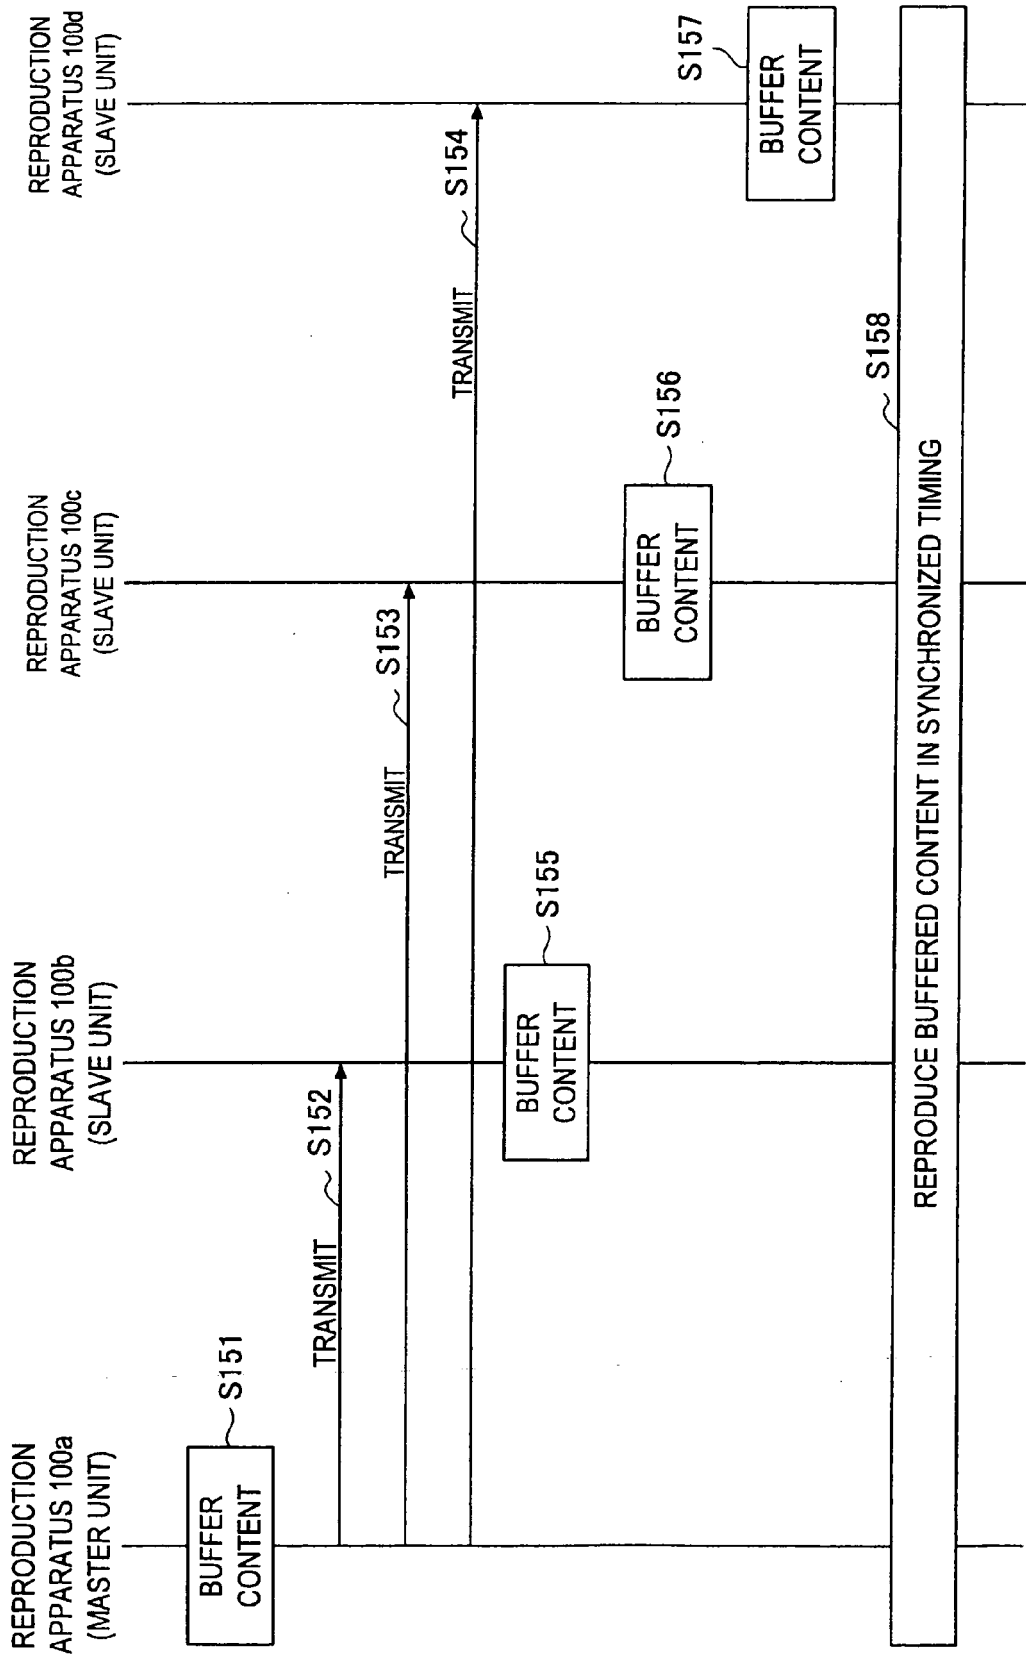 REPRODUCTION
APPARATUS 100a
(MASTER UNIT)
REPRODUCTION
APPARATUS 100b
(SLAVE UNIT)
REPRODUCTION
APPARATUS 100c
(SLAVE UNIT)
REPRODUCTION
APPARATUS 100d
(SLAVE UNIT)
BUFFER
CONTENT
S151
TRANSMIT
S152
TRANSMIT
S153
TRANSMIT
S154
BUFFER
CONTENT
S155
BUFFER
CONTENT
S156
BUFFER
CONTENT
S157
S158
REPRODUCE BUFFERED CONTENT IN SYNCHRONIZED TIMING